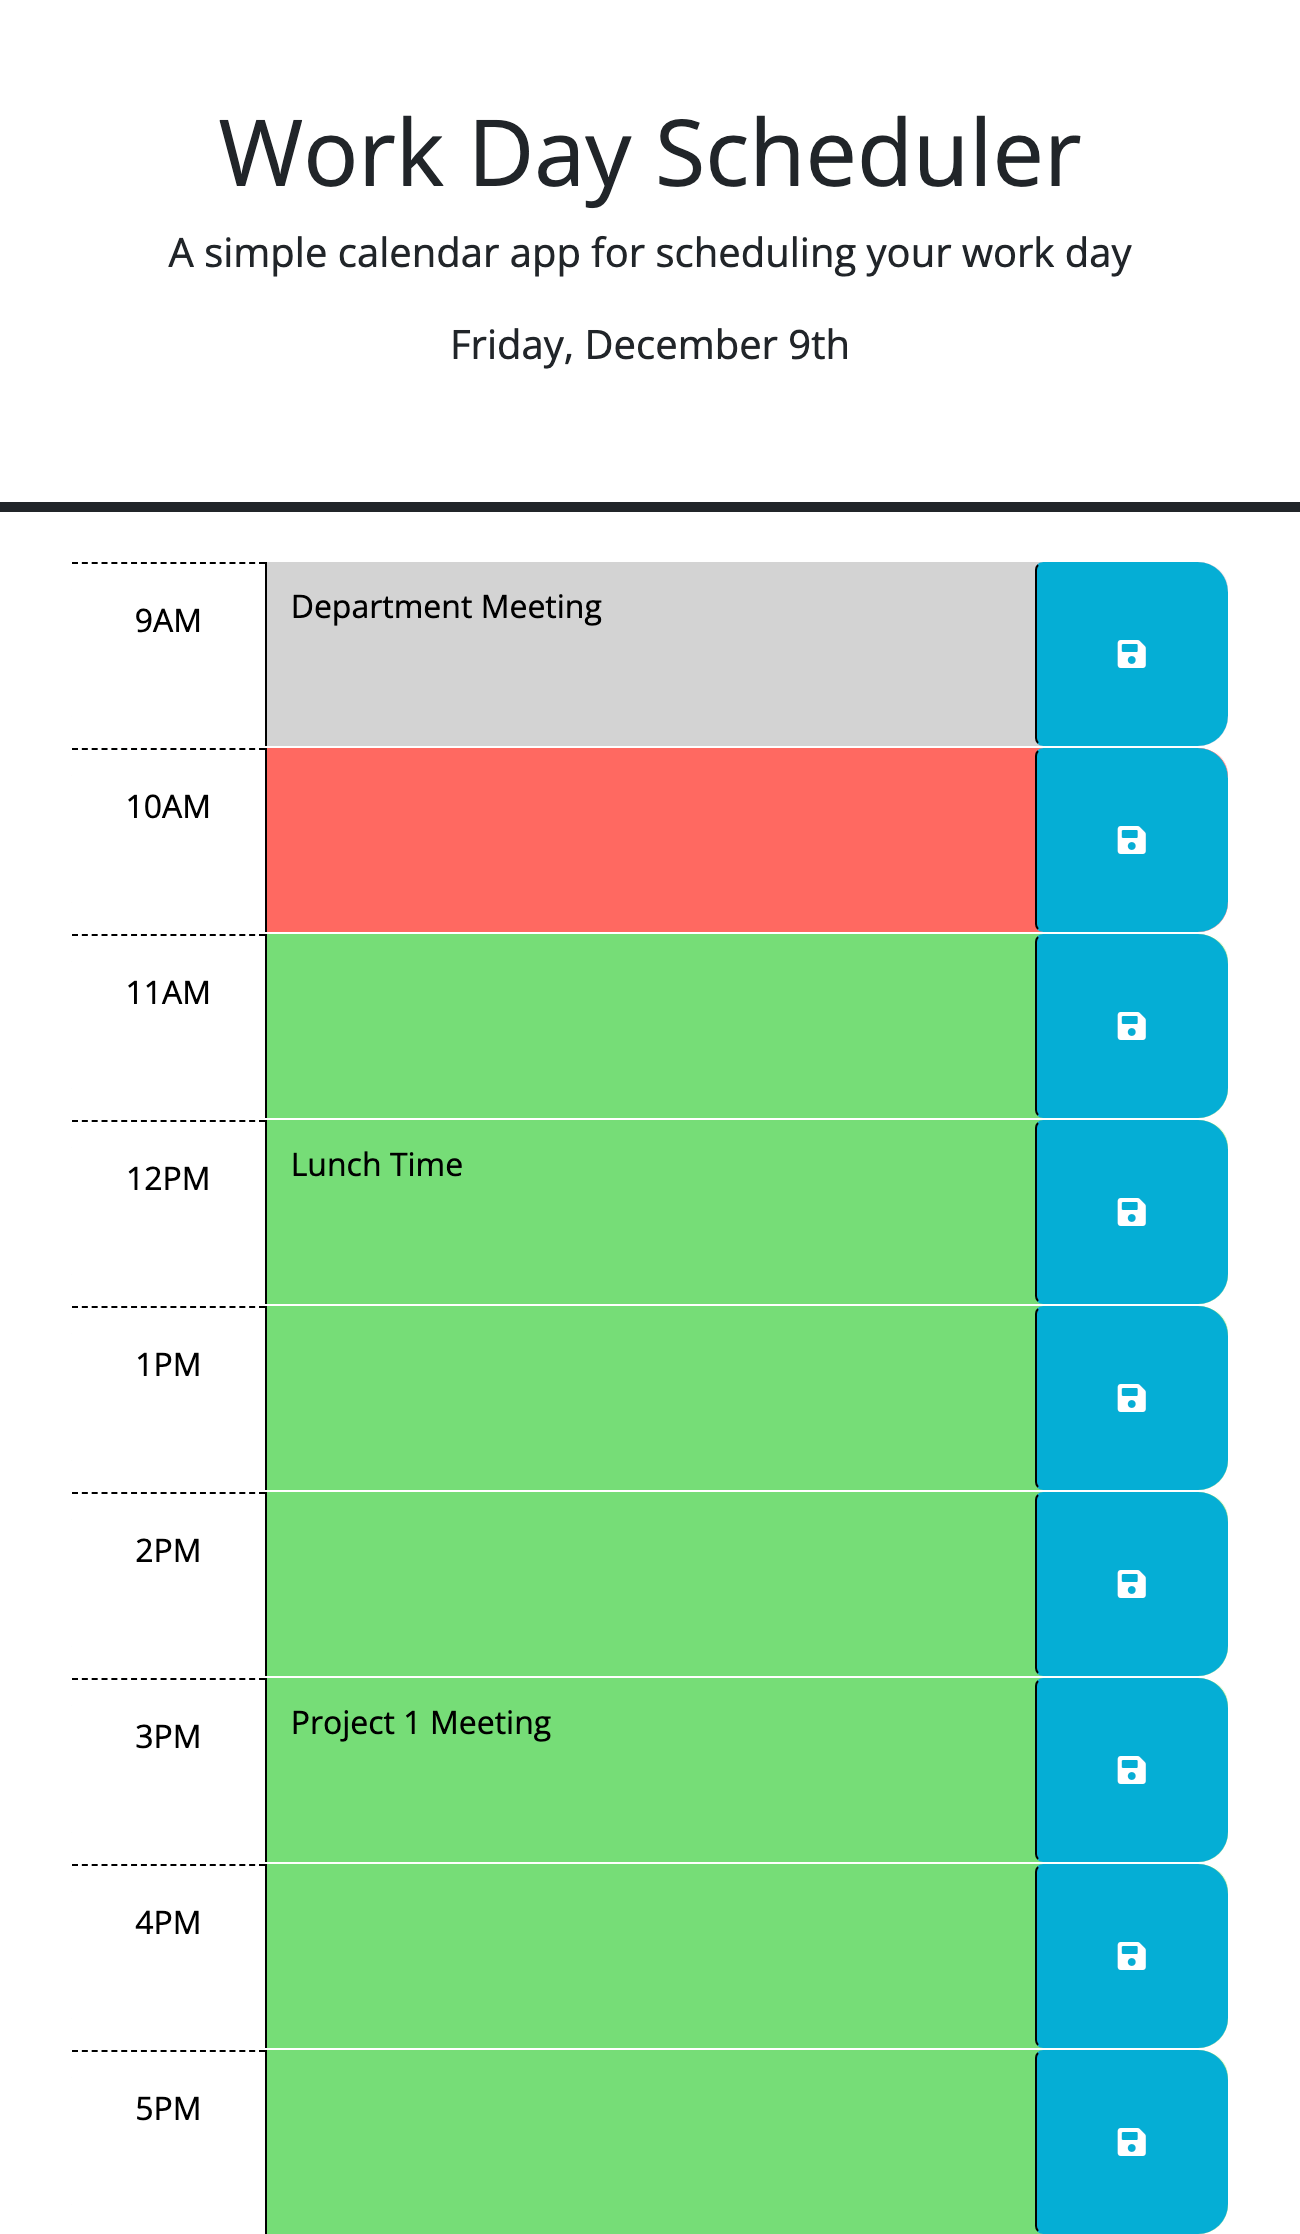 Work Day Scheduler
A simple calendar app for scheduling your work day
Friday, December 9th
9AM
Department Meeting
10AM
11AM
12PM
Lunch Time
1PM
2PM
3PM
Project 1 Meeting
4PM
5PM